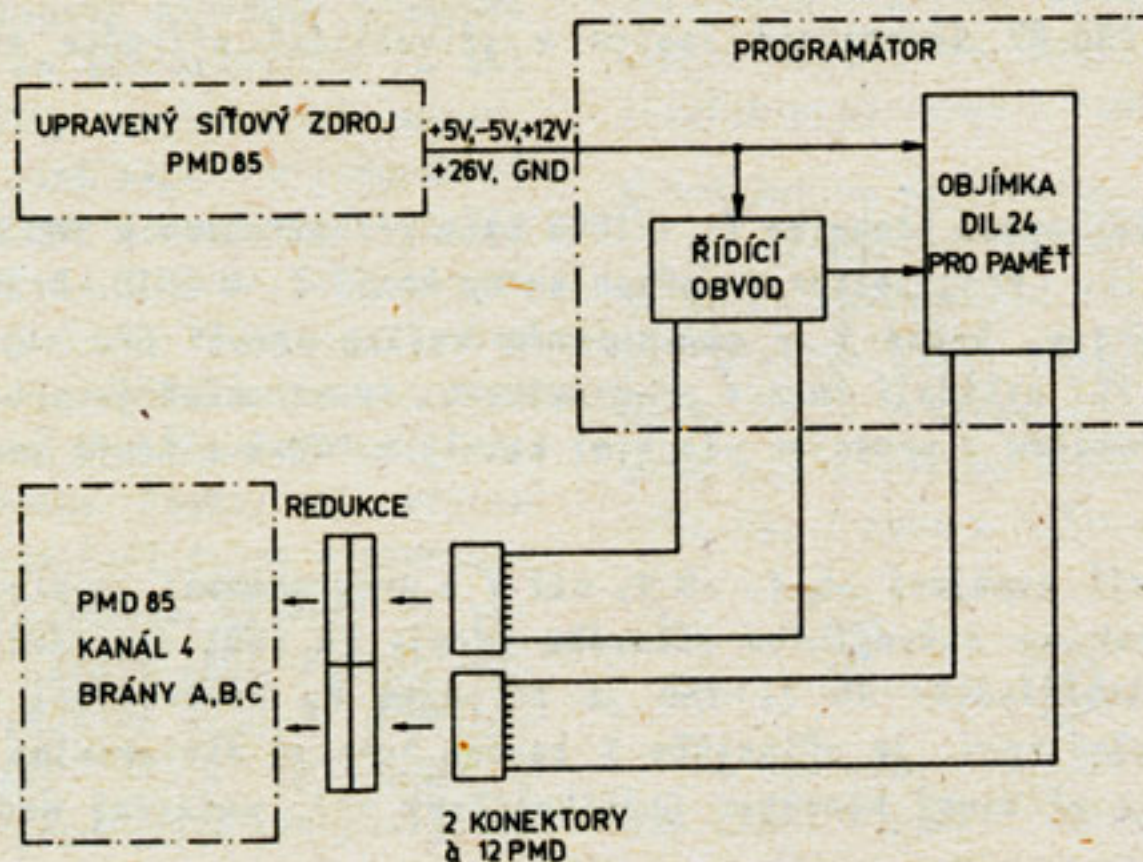 PROGRAMÁTOR
UPRAVENÝ SÍŤOVÝ ZDROJ
PMD 85
+5V,-5V,+12V
+26V, GND
OBJÍMKA
DIL 24
PRO PAMĚŤ
ŘÍDÍCÍ
OBVOD
REDUKCE
PMD 85
KANÁL 4
BRÁNY A,B,C
2 KONEKTORY
à 12 PMD